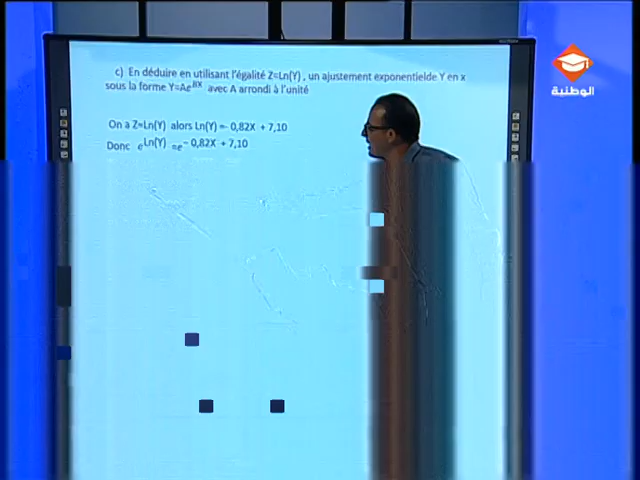 c) En déduire en utilisant l'égalité Z=Ln(Y) , un ajustement exponentielde Y en x
sous la forme Y=Ae^BX avec A arrondi à l'unité
On a Z=Ln(Y) alors Ln(Y) =- 0,82X + 7,10
Donc e^Ln(Y) =e^- 0,82X + 7,10
الوطنية